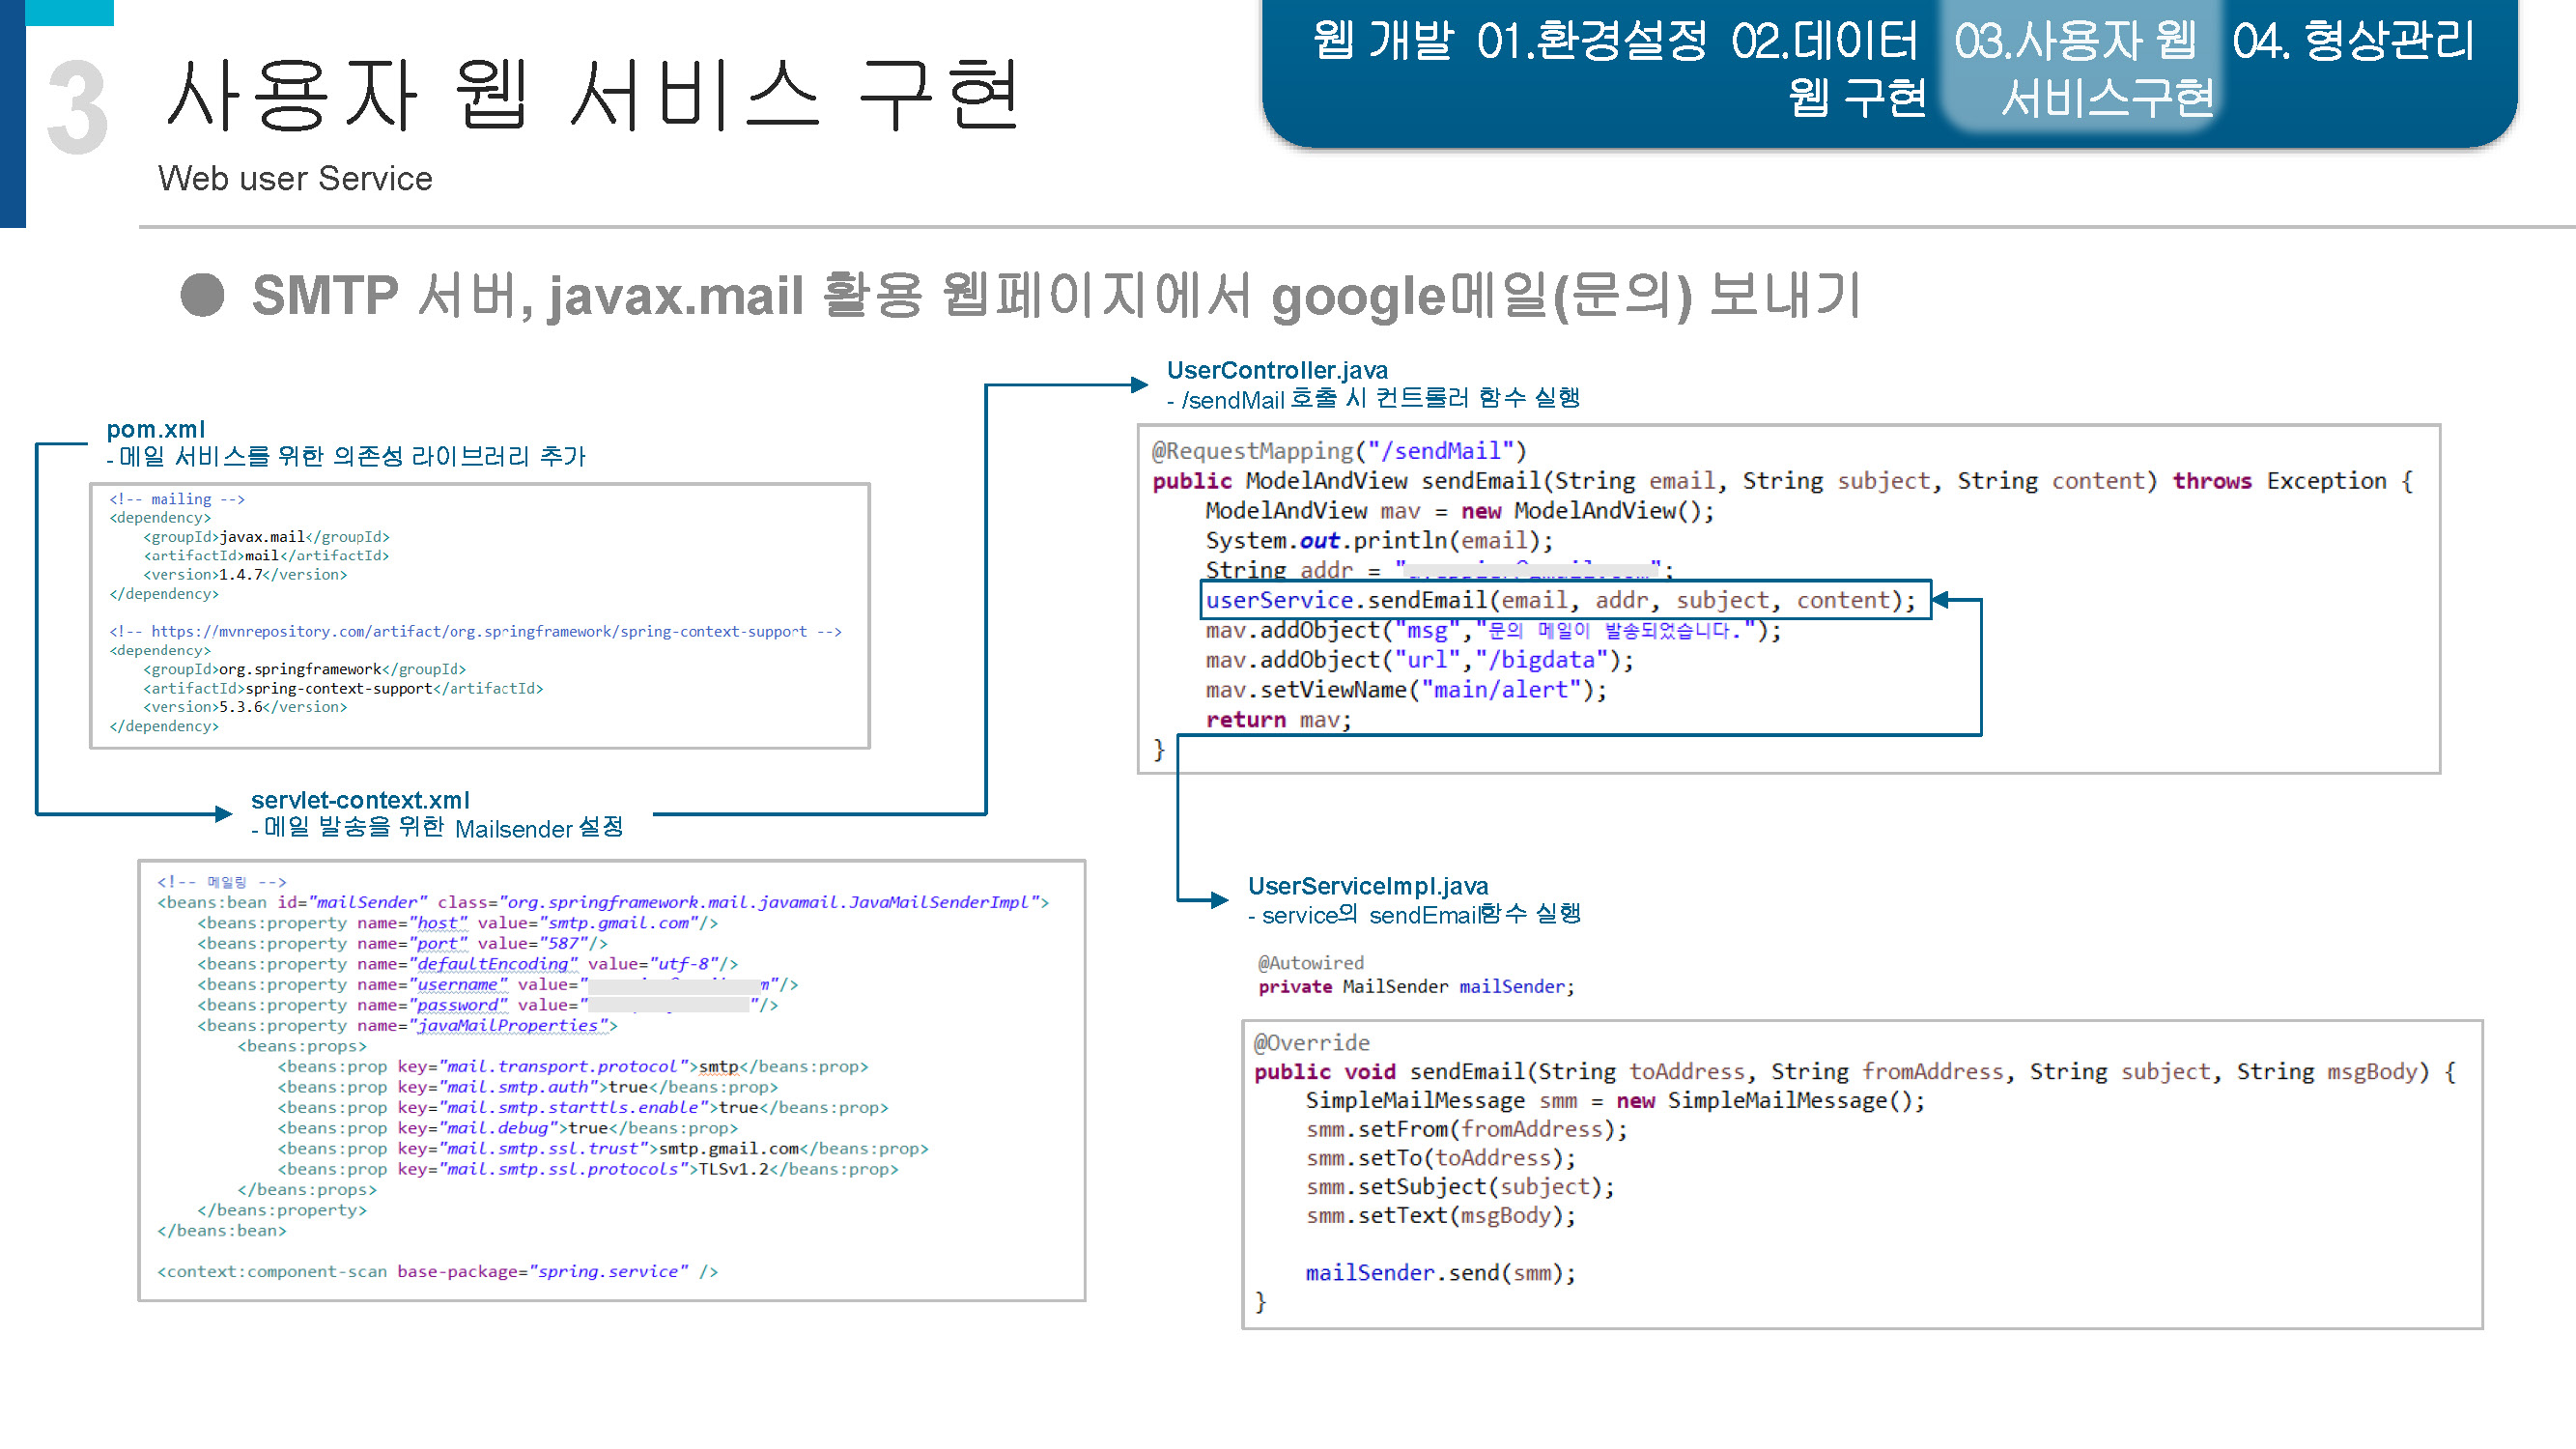 3
사용자 웹 서비스 구현
Web user Service
웹 개발 01.환경설정 02.데이터 웹 구현 03.사용자 웹 서비스구현 04. 형상관리
● SMTP 서버, javax.mail 활용 웹페이지에서 google메일(문의) 보내기
pom.xml
- 메일 서비스를 위한 의존성 라이브러리 추가
<!-- mailing -->
<dependency>
<groupId>javax.mail</groupId>
<artifactId>mail</artifactId>
<version>1.4.7</version>
</dependency>
<!-- https://mvnrepository.com/artifact/org.springframework/spring-context-support -->
<dependency>
<groupId>org.springframework</groupId>
<artifactId>spring-context-support</artifactId>
<version>5.3.6</version>
</dependency>
servlet-context.xml
- 메일 발송을 위한 Mailsender 설정
<!-- 메일링 -->
<beans:bean id="mailSender" class="org.springframework.mail.javamail.JavaMailSenderImpl">
<beans:property name="host" value="smtp.gmail.com"/>
<beans:property name="port" value="587"/>
<beans:property name="defaultEncoding" value="utf-8"/>
<beans:property name="username" value=" m"/>
<beans:property name="password" value=" "/>
<beans:property name="javaMailProperties">
<beans:props>
<beans:prop key="mail.transport.protocol">smtp</beans:prop>
<beans:prop key="mail.smtp.auth">true</beans:prop>
<beans:prop key="mail.smtp.starttls.enable">true</beans:prop>
<beans:prop key="mail.debug">true</beans:prop>
<beans:prop key="mail.smtp.ssl.trust">smtp.gmail.com</beans:prop>
<beans:prop key="mail.smtp.ssl.protocols">TLSv1.2</beans:prop>
</beans:props>
</beans:property>
</beans:bean>
<context:component-scan base-package="spring.service" />
UserController.java
- /sendMail 호출 시 컨트롤러 함수 실행
@RequestMapping("/sendMail")
public ModelAndView sendEmail(String email, String subject, String content) throws Exception {
ModelAndView mav = new ModelAndView();
System.out.println(email);
String addr = " ";
userService.sendEmail(email, addr, subject, content);
mav.addObject("msg","문의 메일이 발송되었습니다.");
mav.addObject("url","/bigdata");
mav.setViewName("main/alert");
return mav;
}
UserServiceImpl.java
- service의 sendEmail함수 실행
@Autowired
private MailSender mailSender;
@Override
public void sendEmail(String toAddress, String fromAddress, String subject, String msgBody) {
SimpleMailMessage smm = new SimpleMailMessage();
smm.setFrom(fromAddress);
smm.setTo(toAddress);
smm.setSubject(subject);
smm.setText(msgBody);
mailSender.send(smm);
}